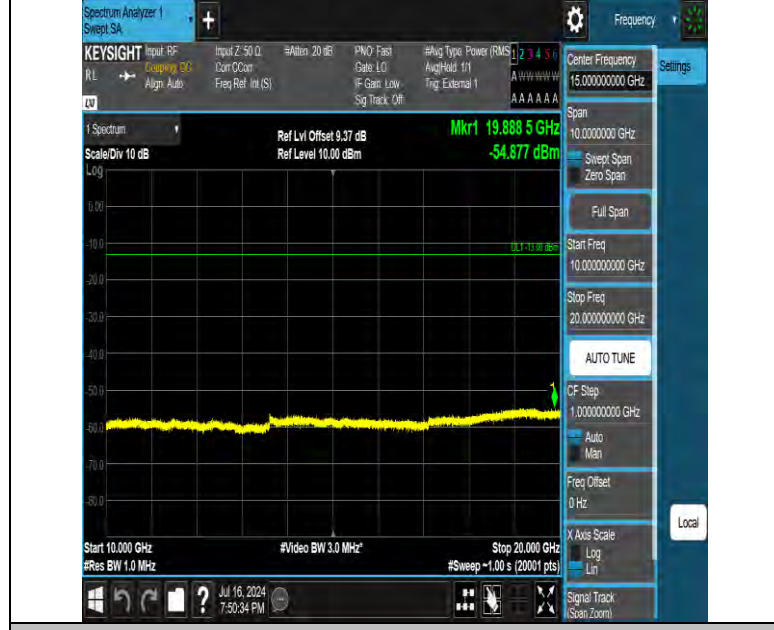 Spectrum Analyzer 1
Swept SA
+
Frequency
KEYSIGHT
RL
LXI
Input: RF
Coupling: DC
Align: Auto
Input Z: 50 Ω
Corr CCorr
Freq Ref: Int (S)
#Atten: 20 dB
PNO: Fast
Gate: LO
IF Gain: Low
Sig Track: Off
#Avg Type: Power (RMS
Avg|Hold: 1/1
Trig: External 1
1 2 3 4 5 6
A W W W W W
A A A A A A
Settings
1 Spectrum
Scale/Div 10 dB
Log
Ref Lvl Offset 9.37 dB
Ref Level 10.00 dBm
Mkr1 19.888 5 GHz
-54.877 dBm
0.00
-10.0
-20.0
-30.0
-40.0
-50.0
-60.0
-70.0
-80.0
DL1 -13.00 dBm
1
Start 10.000 GHz
#Res BW 1.0 MHz
#Video BW 3.0 MHz*
Stop 20.000 GHz
#Sweep ~1.00 s (20001 pts)
Center Frequency
15.000000000 GHz
Span
10.0000000 GHz
Swept Span
Zero Span
Full Span
Start Freq
10.000000000 GHz
Stop Freq
20.000000000 GHz
AUTO TUNE
CF Step
1.000000000 GHz
Auto
Man
Freq Offset
0 Hz
X Axis Scale
Log
Lin
Signal Track
(Span Zoom)
Local
?
Jul 16, 2024
7:50:34 PM